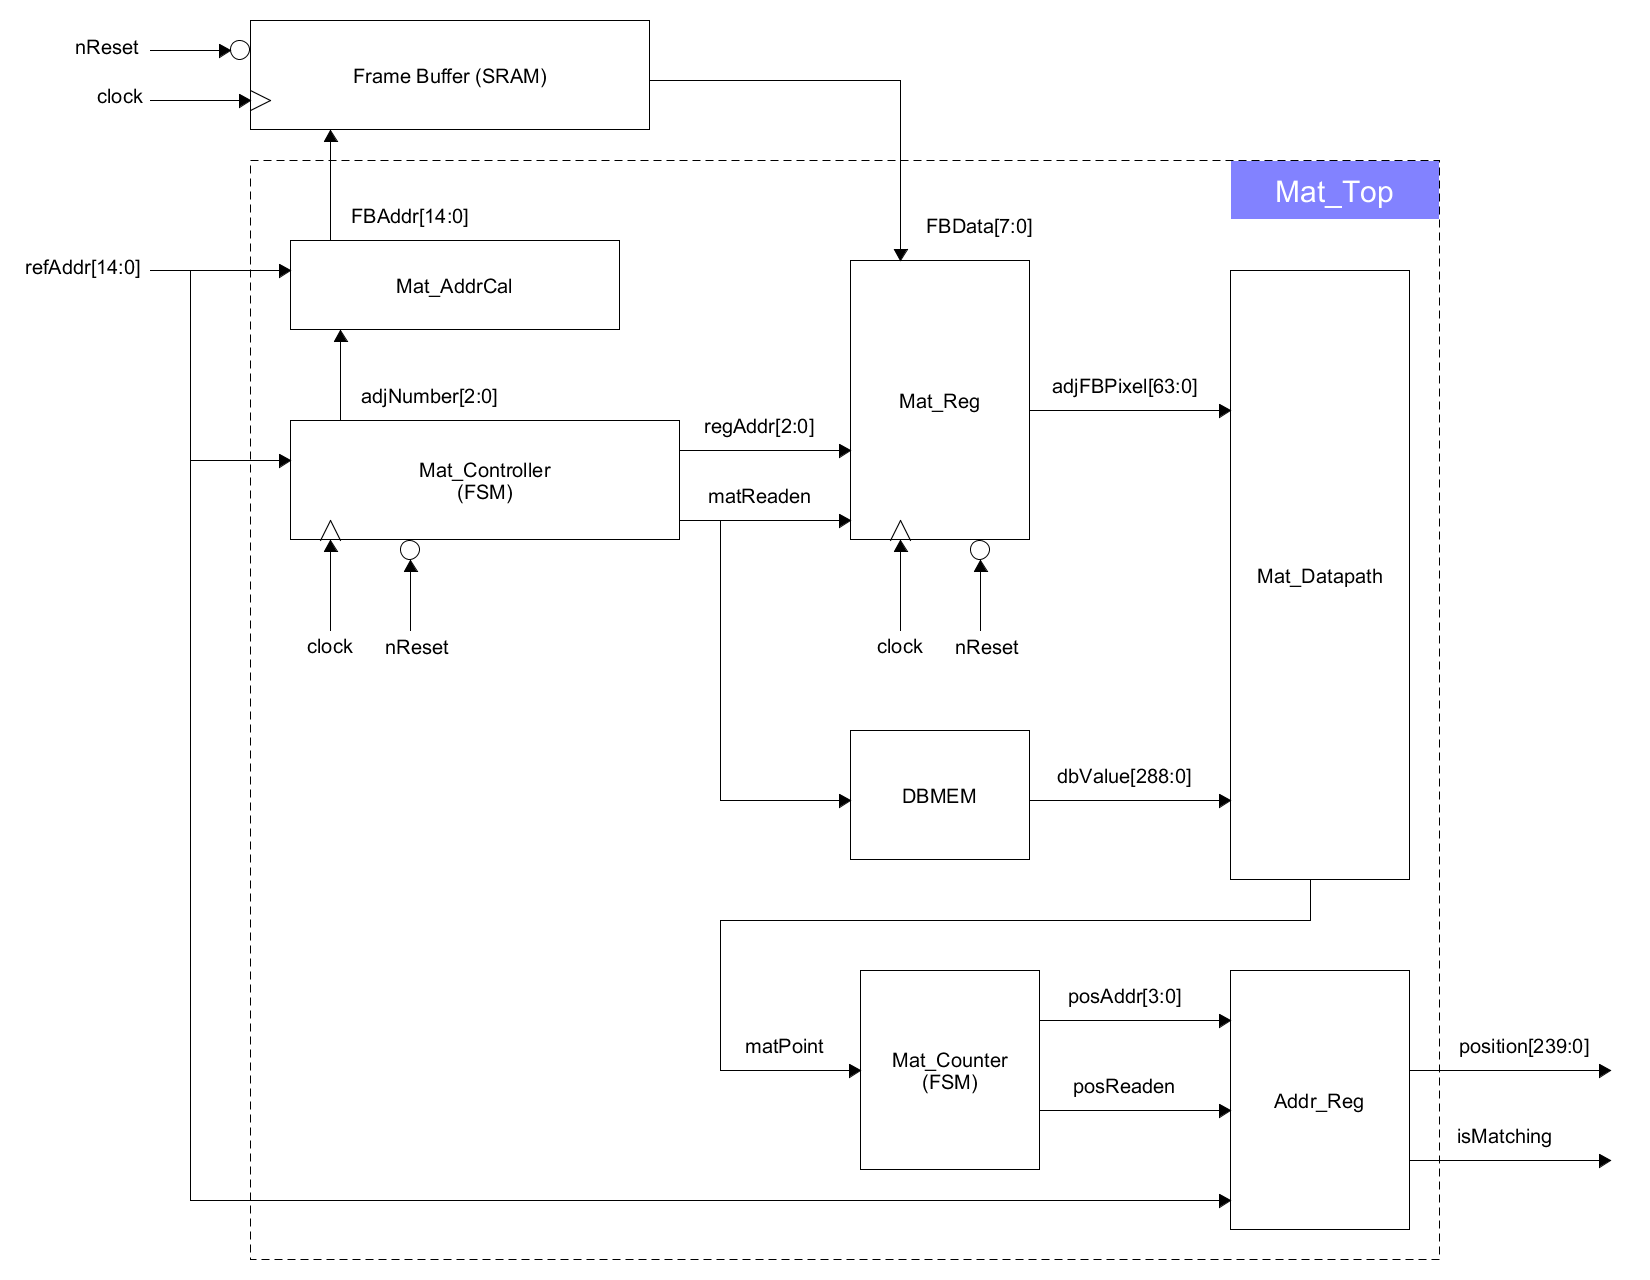 nReset
clock
Frame Buffer (SRAM)
Mat_Top
FBAddr[14:0]
FBData[7:0]
refAddr[14:0]
Mat_AddrCal
adjNumber[2:0]
Mat_Controller
(FSM)
regAddr[2:0]
matReaden
Mat_Reg
adjFBPixel[63:0]
Mat_Datapath
clock
nReset
clock
nReset
DBMEM
dbValue[288:0]
matPoint
Mat_Counter
(FSM)
posAddr[3:0]
posReaden
Addr_Reg
position[239:0]
isMatching